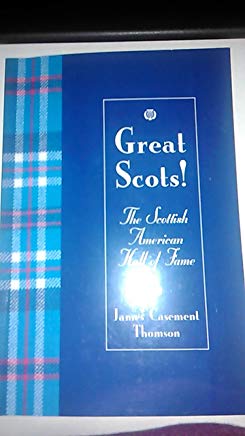 Great
Scots!
The Scottish
American
Hall of Fame
James Casement
Thomson